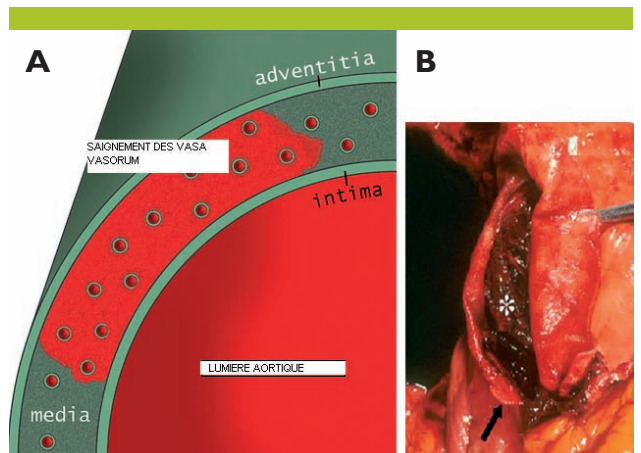 A
B
adventitia
SAIGNEMENT DES VASA
VASORUM
intima
LUMIERE AORTIQUE
media
*